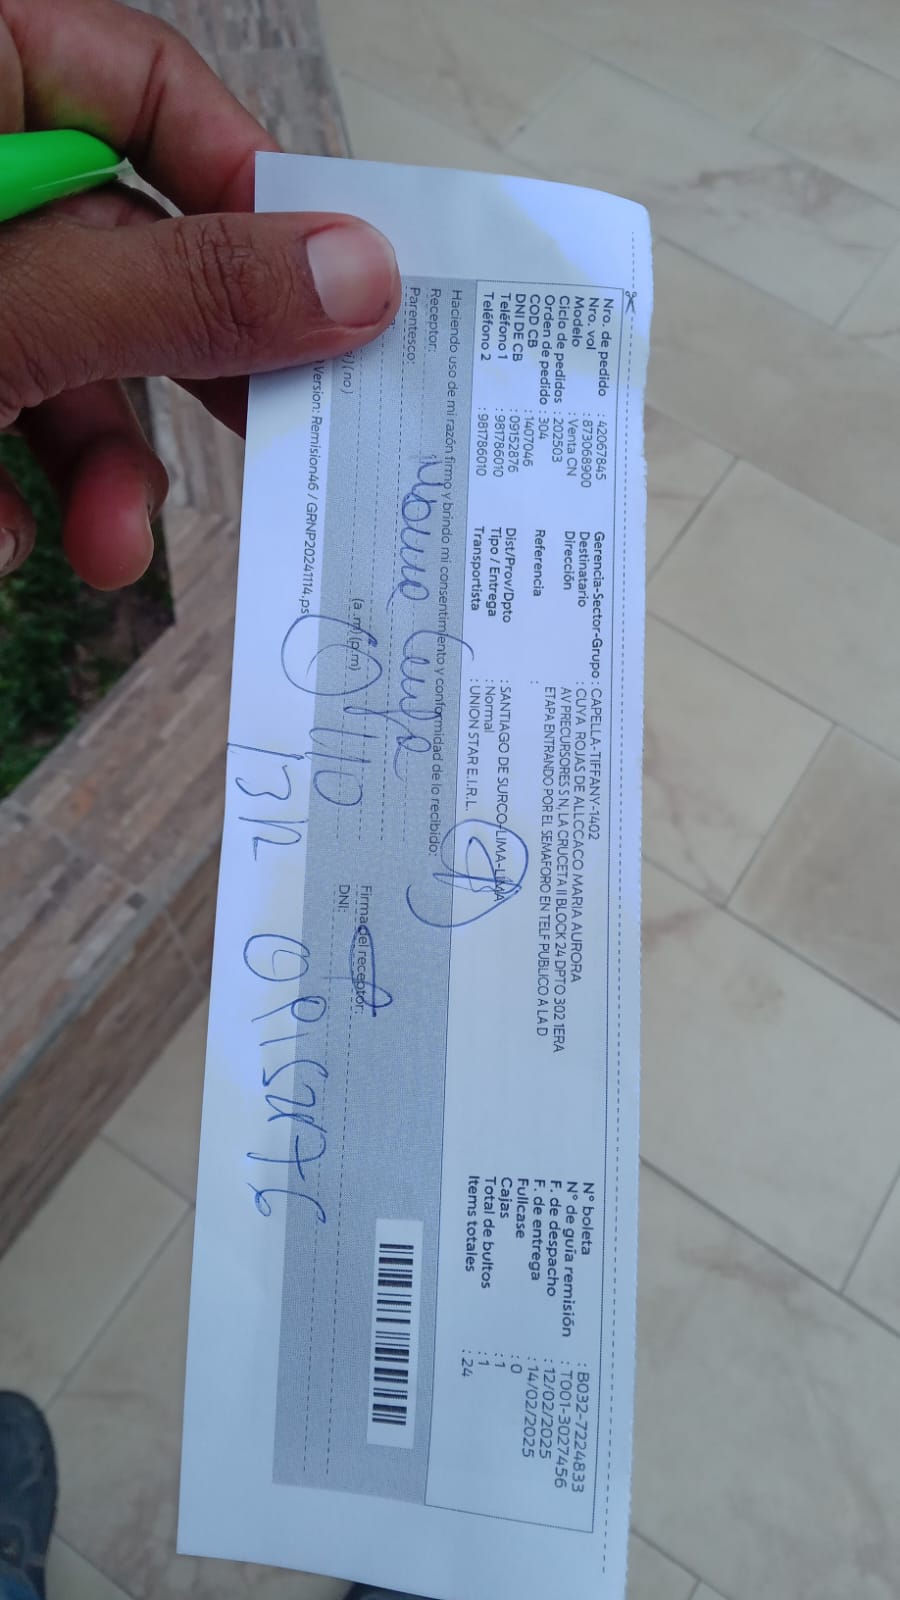 Nro. de pedido : 42067845
Nro. vol : 873068900
Modelo : Venta CN
Ciclo de pedidos : 202503
Orden de pedido : 304
COD CB : 1407046
DNI DE CB : 09152876
Teléfono 1 : 981786010
Teléfono 2 : 981786010
Gerencia-Sector-Grupo : CAPELLA-TIFFANY-1402
Destinatario : CUYA ROJAS DE ALLCCACO MARIA AURORA
Dirección AV PRECURSORES S N, LA CRUCETA II BLOCK 24 DPTO 302 1ERA
ETAPA ENTRANDO POR EL SEMAFORO EN TELF PUBLICO A LA D
Referencia :
Dist/Prov/Dpto : SANTIAGO DE SURCO-LIMA-LIMA
Tipo / Entrega : Normal
Transportista : UNION STAR E.I.R.L.
N° boleta : B032-7224833
N° de guía remisión : T001-3027456
F. de despacho : 12/02/2025
F. de entrega : 14/02/2025
Fullcase : 0
Cajas : 1
Total de bultos : 1
Items totales : 24
Haciendo uso de mi razón firmo y brindo mi consentimiento y conformidad de lo recibido:
Receptor:
Parentesco:
(a.m) (p.m)
Firma del receptor:
(no)
DNI:
Version: Remision46 / GRNP20241114.ps
13/2 09152876